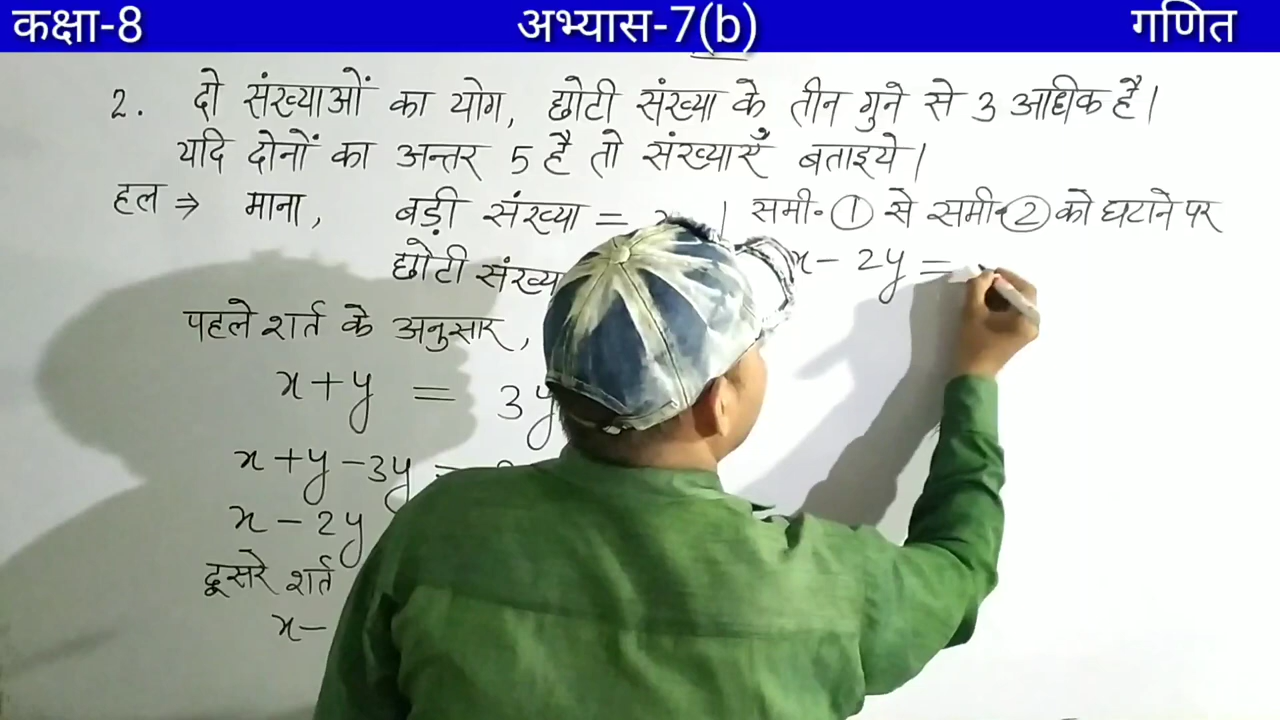 कक्षा-8 अभ्यास-7(b) गणित
2. दो संख्याओं का योग, छोटी संख्या के तीन गुने से 3 अधिक है।
यदि दोनों का अन्तर 5 है तो संख्याएँ बताइये।
हल ⇒ माना, बड़ी संख्या =
छोटी संख्या
पहले शर्त के अनुसार,
x+y = 3y
x+y-3y =
x-2y
दूसरे शर्त
x-
समी॰ ① से समी॰ ② को घटाने पर
x-2y =